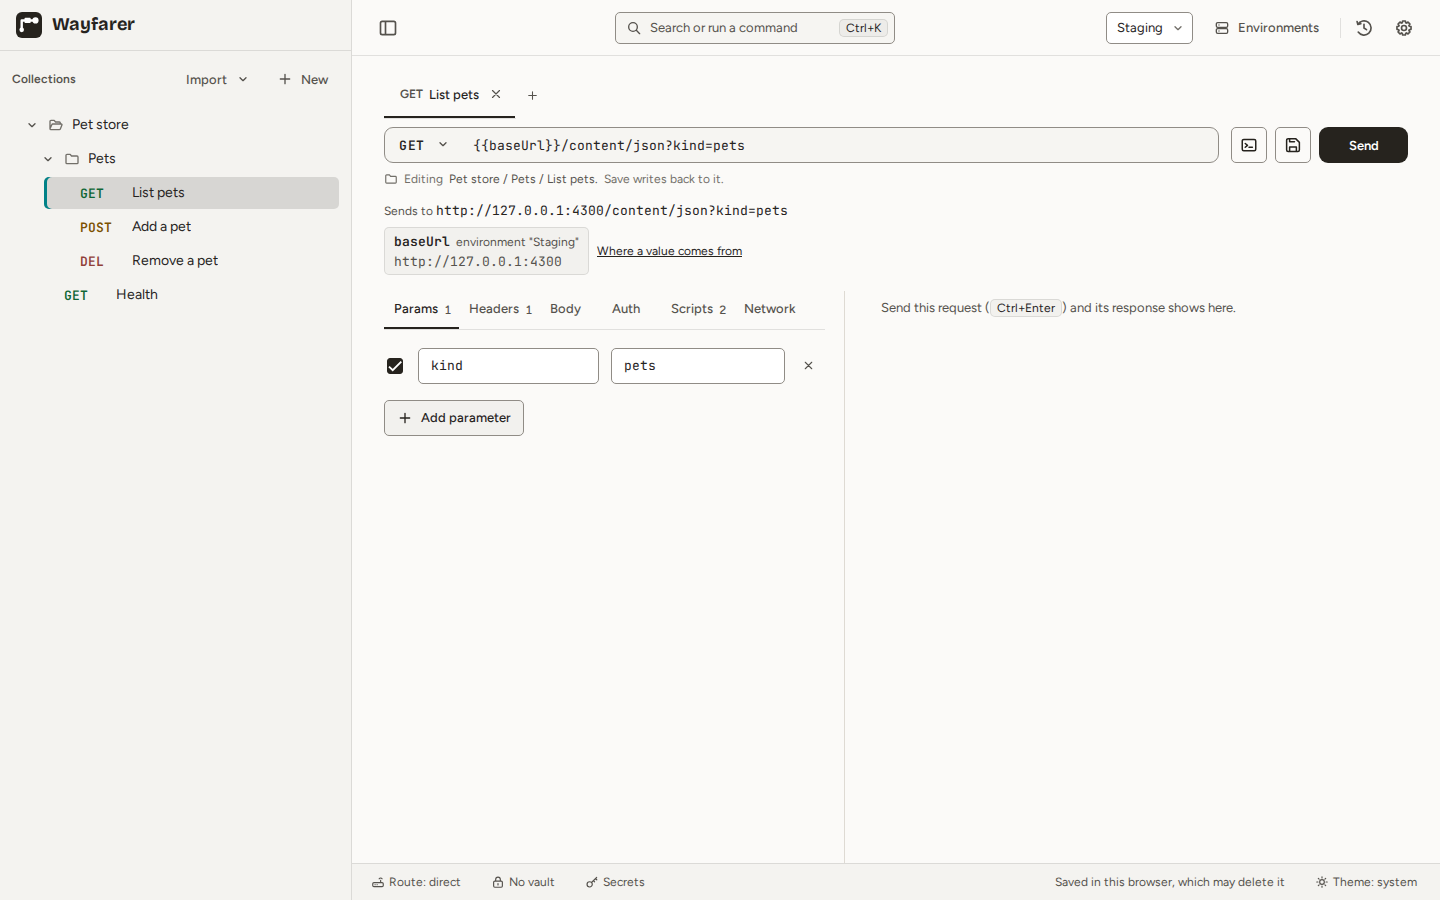 Wayfarer
Search or run a command Ctrl+K
Staging
Environments
Collections Import New
Pet store
Pets
GET List pets
POST Add a pet
DEL Remove a pet
GET Health
GET List pets
GET {{baseUrl}}/content/json?kind=pets
Send
Editing Pet store / Pets / List pets. Save writes back to it.
Sends to http://127.0.0.1:4300/content/json?kind=pets
baseUrl environment "Staging"
http://127.0.0.1:4300
Where a value comes from
Params 1 Headers 1 Body Auth Scripts 2 Network
kind pets
Add parameter
Send this request (Ctrl+Enter) and its response shows here.
Route: direct No vault Secrets
Saved in this browser, which may delete it Theme: system